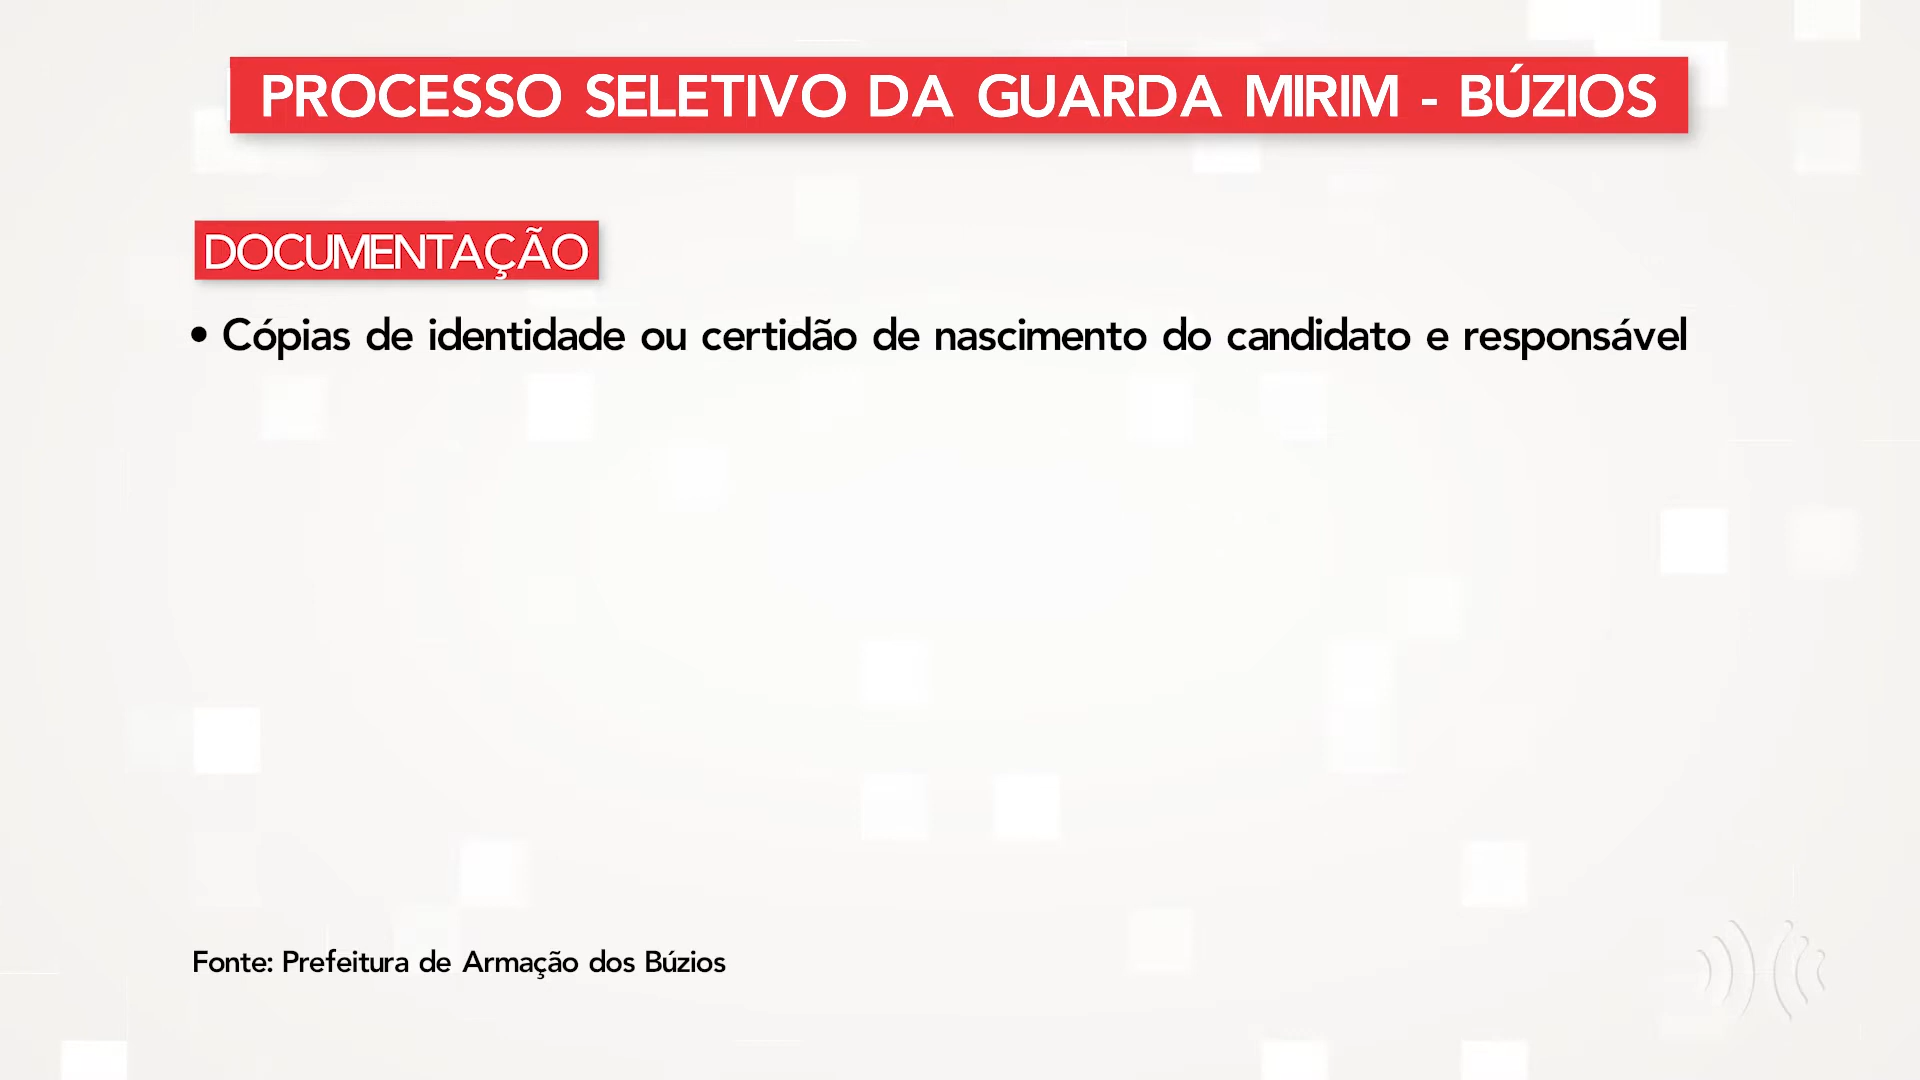 PROCESSO SELETIVO DA GUARDA MIRIM - BÚZIOS
DOCUMENTAÇÃO
• Cópias de identidade ou certidão de nascimento do candidato e responsável
Fonte: Prefeitura de Armação dos Búzios